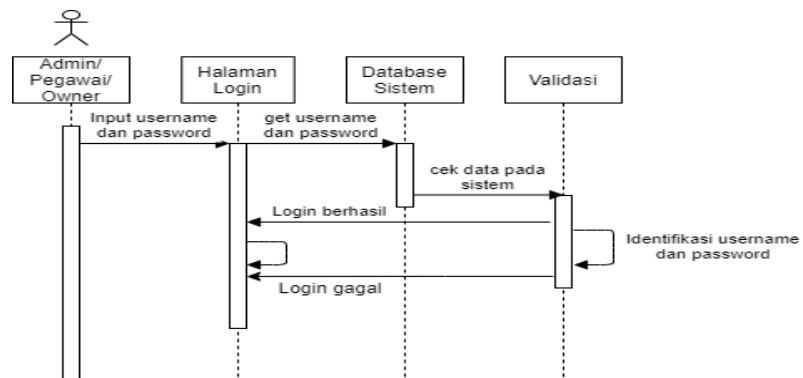 Admin/
Pegawai/
Owner
Halaman
Login
Database
Sistem
Validasi
Input username
dan password
get username
dan password
cek data pada
sistem
Login berhasil
Identifikasi username
dan password
Login gagal